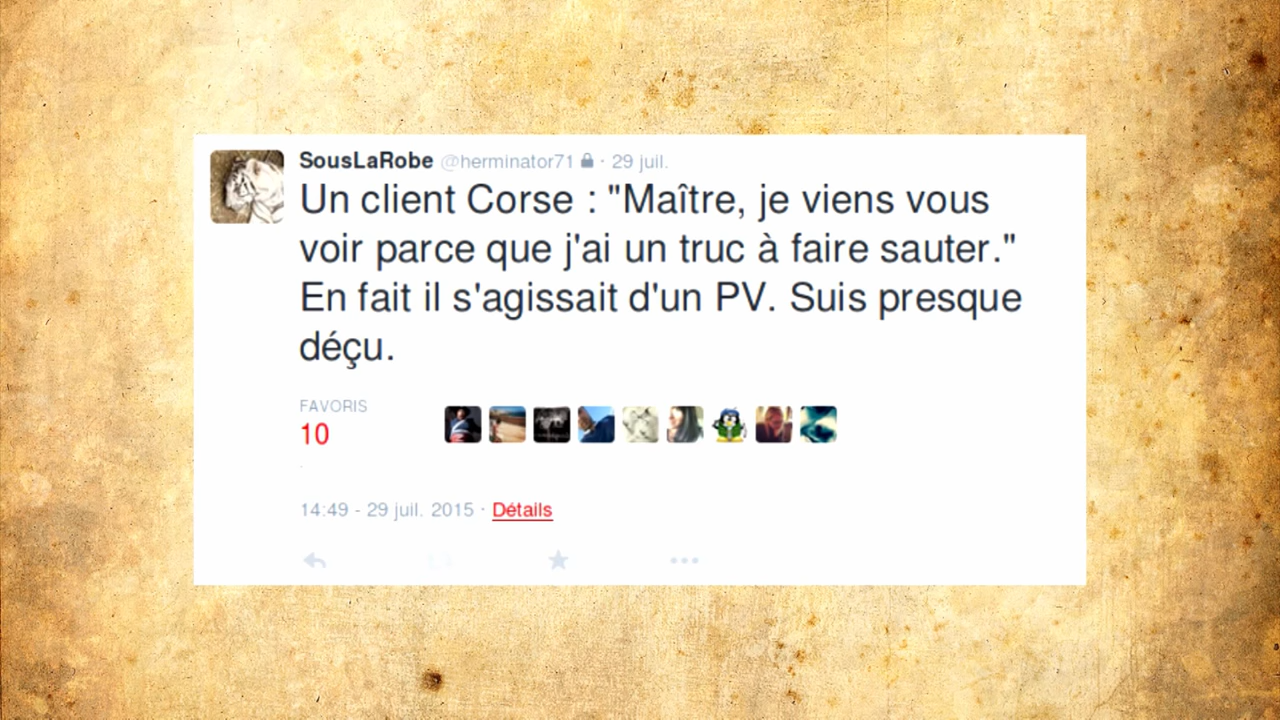 SousLaRobe @herminator71 · 29 juil.
Un client Corse : "Maître, je viens vous
voir parce que j'ai un truc à faire sauter."
En fait il s'agissait d'un PV. Suis presque
déçu.
FAVORIS
10
14:49 - 29 juil. 2015 · Détails